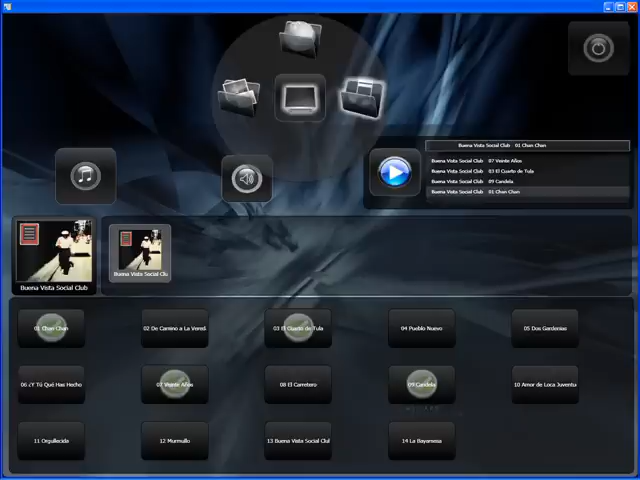 Buena Vista Social Club 01 Chan Chan
Buena Vista Social Club 07 Veinte Años
Buena Vista Social Club 03 El Cuarto de Tula
Buena Vista Social Club 09 Candela
Buena Vista Social Club 01 Chan Chan
Buena Vista Social Club
Buena Vista Social Clu
01 Chan Chan
02 De Camino a La Vereda
03 El Cuarto de Tula
04 Pueblo Nuevo
05 Dos Gardenias
06 ¿Y Tú Qué Has Hecho
07 Veinte Años
08 El Carretero
09 Candela
10 Amor de Loca Juventu
11 Orgullecida
12 Murmullo
13 Buena Vista Social Clul
14 La Bayamesa